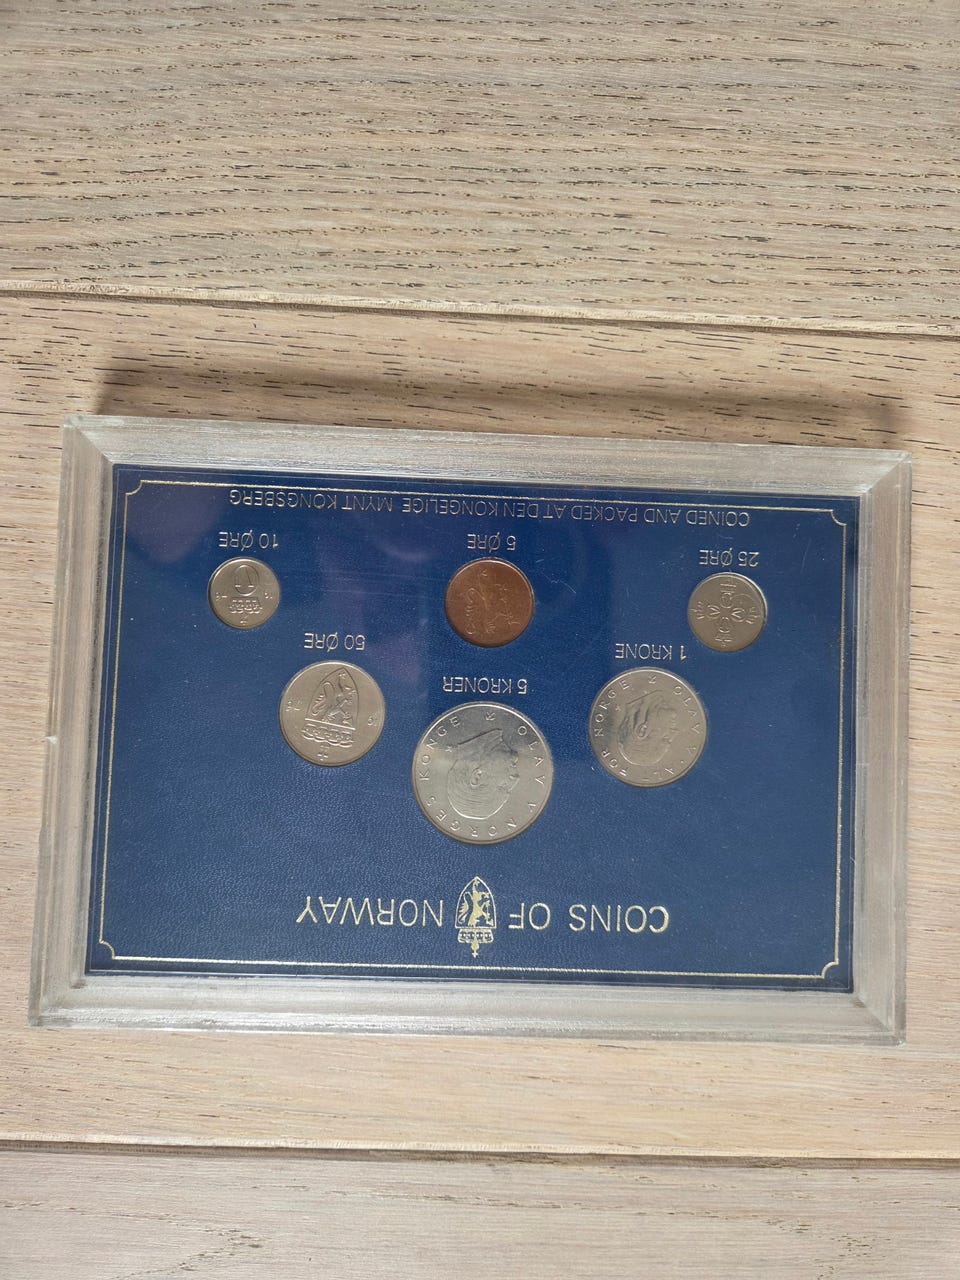 COINS OF NORWAY
5 KRONER
1 KRONE
50 ØRE
25 ØRE
5 ØRE
10 ØRE
OLAV V NORGES KONGE
OLAV V · ALT FOR NORGE
COINED AND PACKED AT DEN KONGELIGE MYNT KONGSBERG